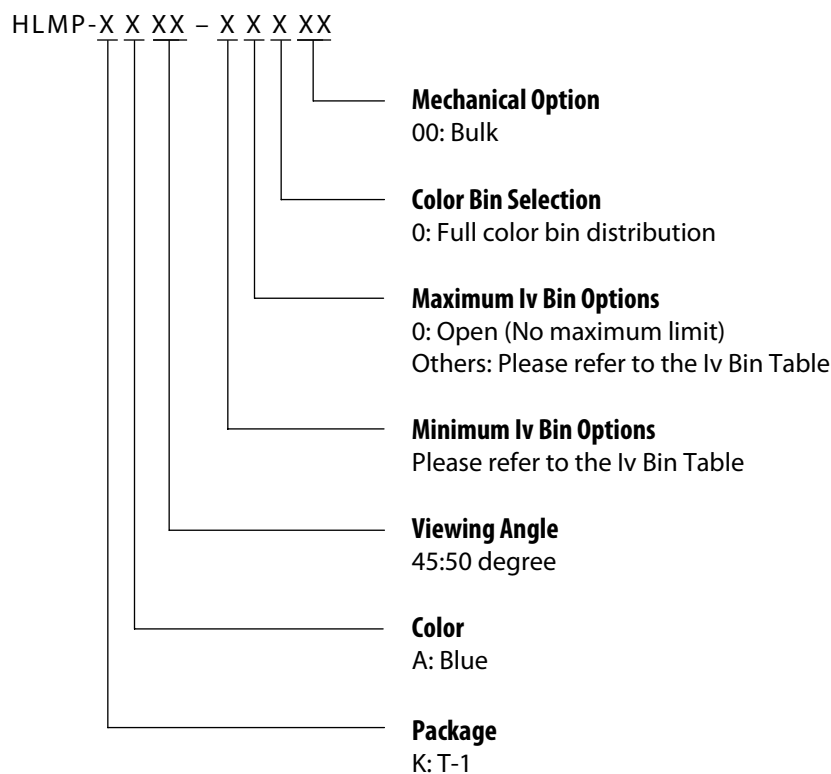 HLMP-X X XX – X X X XX
Mechanical Option
00: Bulk
Color Bin Selection
0: Full color bin distribution
Maximum Iv Bin Options
0: Open (No maximum limit)
Others: Please refer to the Iv Bin Table
Minimum Iv Bin Options
Please refer to the Iv Bin Table
Viewing Angle
45:50 degree
Color
A: Blue
Package
K: T-1